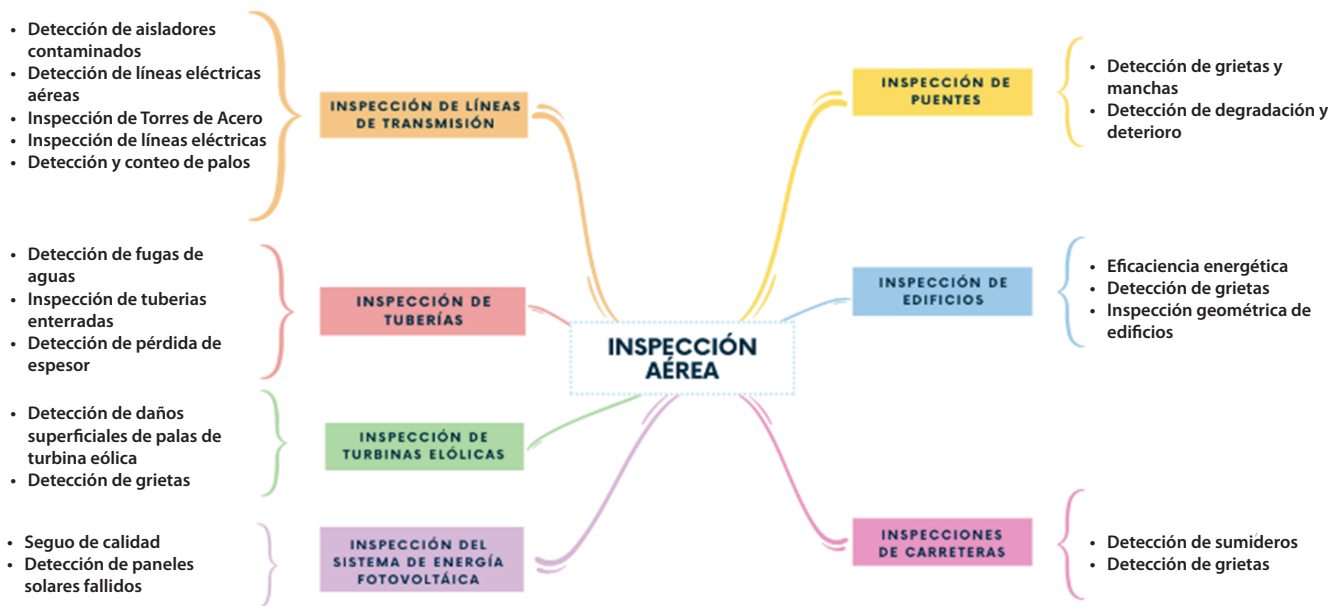 • Detección de aisladores
contaminados
• Detección de líneas eléctricas
aéreas
• Inspección de Torres de Acero
• Inspección de líneas eléctricas
• Detección y conteo de palos
INSPECCIÓN DE LÍNEAS
DE TRANSMISIÓN
• Detección de fugas de
aguas
• Inspección de tuberias
enterradas
• Detección de pérdida de
espesor
INSPECCIÓN DE
TUBERÍAS
• Detección de daños
superficiales de palas de
turbina eólica
• Detección de grietas
INSPECCIÓN DE
TURBINAS ELÓLICAS
• Seguo de calidad
• Detección de paneles
solares fallidos
INSPECCIÓN DEL
SISTEMA DE ENERGÍA
FOTOVOLTÁICA
INSPECCIÓN
AÉREA
INSPECCIÓN DE
PUENTES
• Detección de grietas y
manchas
• Detección de degradación y
deterioro
INSPECCIÓN DE
EDIFICIOS
• Eficaciencia energética
• Detección de grietas
• Inspección geométrica de
edificios
INSPECCIONES
DE CARRETERAS
• Detección de sumideros
• Detección de grietas